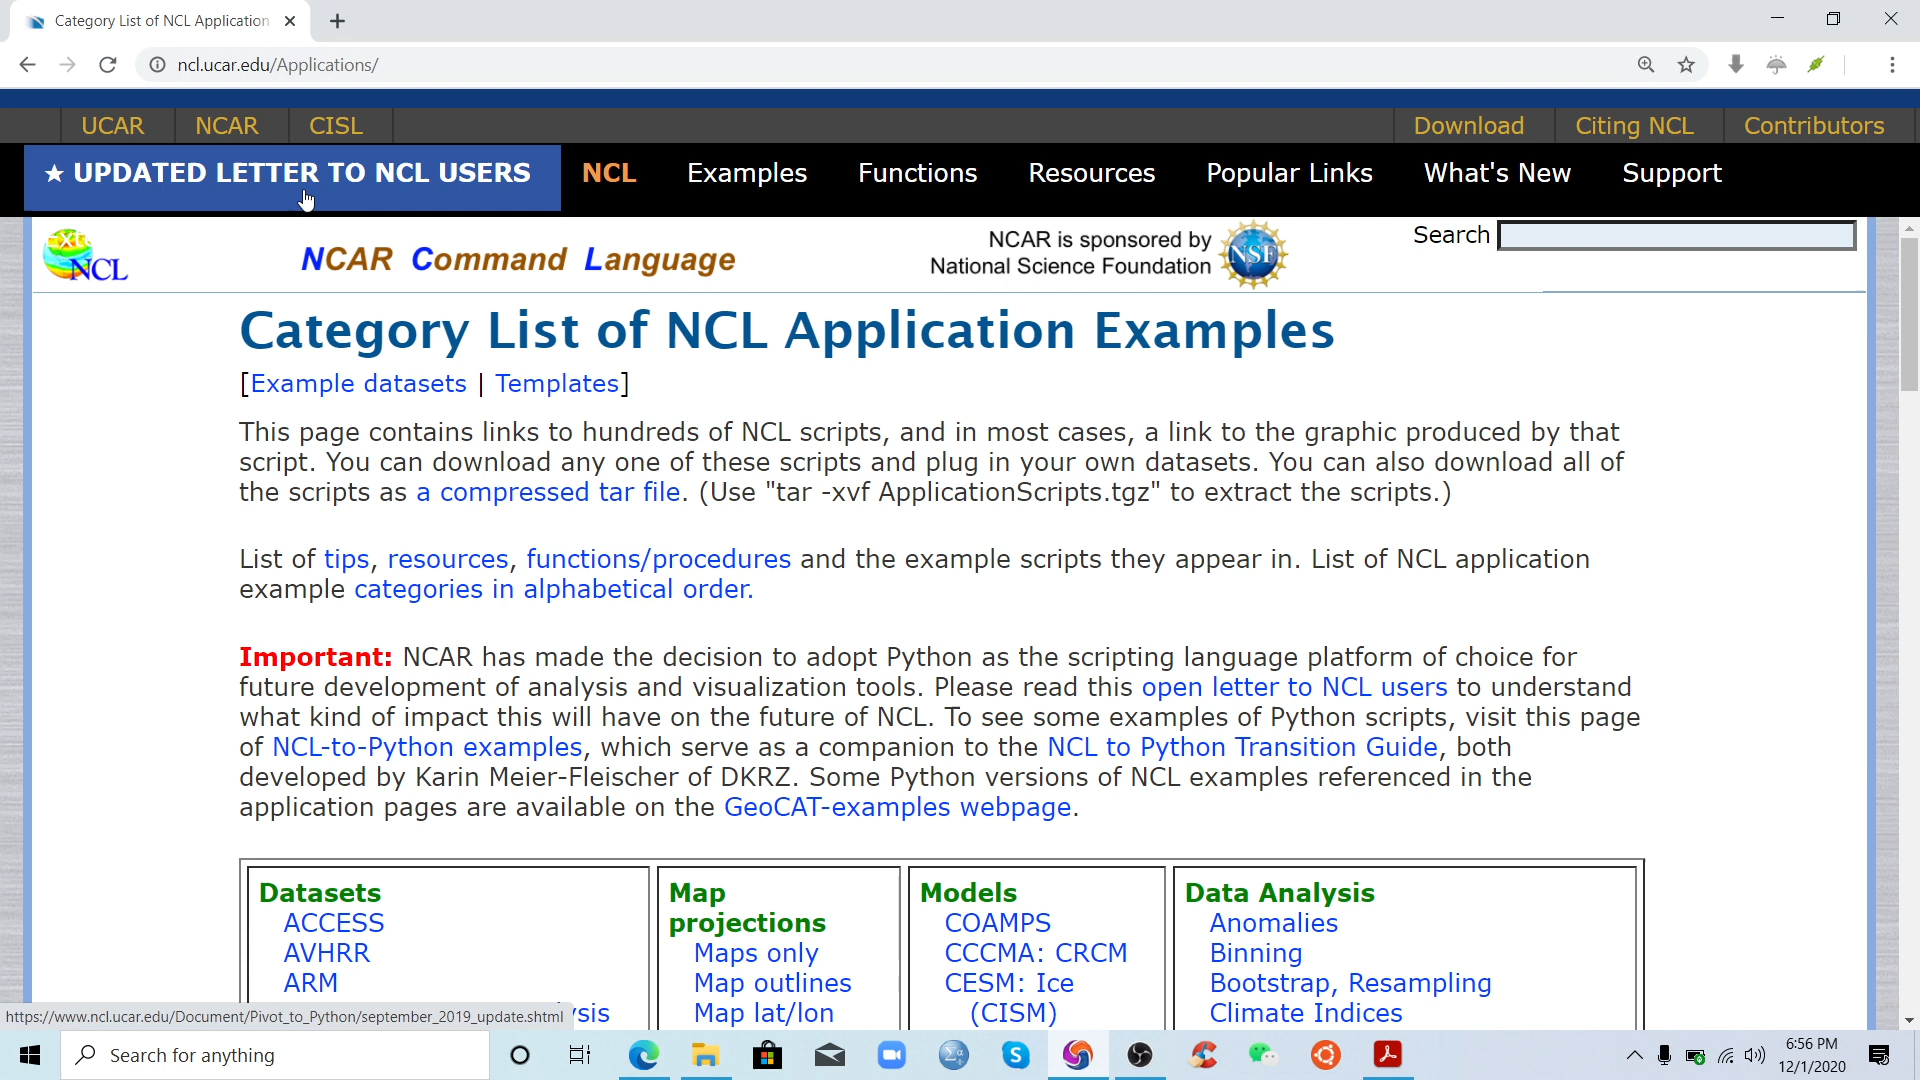 Category List of NCL Application
ncl.ucar.edu/Applications/
UCAR NCAR CISL Download Citing NCL Contributors
★ UPDATED LETTER TO NCL USERS NCL Examples Functions Resources Popular Links What's New Support
NCL
NCAR Command Language
NCAR is sponsored by
National Science Foundation
NSF
Search
Category List of NCL Application Examples
[Example datasets | Templates]
This page contains links to hundreds of NCL scripts, and in most cases, a link to the graphic produced by that
script. You can download any one of these scripts and plug in your own datasets. You can also download all of
the scripts as a compressed tar file. (Use "tar -xvf ApplicationScripts.tgz" to extract the scripts.)
List of tips, resources, functions/procedures and the example scripts they appear in. List of NCL application
example categories in alphabetical order.
Important: NCAR has made the decision to adopt Python as the scripting language platform of choice for
future development of analysis and visualization tools. Please read this open letter to NCL users to understand
what kind of impact this will have on the future of NCL. To see some examples of Python scripts, visit this page
of NCL-to-Python examples, which serve as a companion to the NCL to Python Transition Guide, both
developed by Karin Meier-Fleischer of DKRZ. Some Python versions of NCL examples referenced in the
application pages are available on the GeoCAT-examples webpage.
Datasets
ACCESS
AVHRR
ARM
Map
projections
Maps only
Map outlines
Map lat/lon
Models
COAMPS
CCCMA: CRCM
CESM: Ice
(CISM)
Data Analysis
Anomalies
Binning
Bootstrap, Resampling
Climate Indices
https://www.ncl.ucar.edu/Document/Pivot_to_Python/september_2019_update.shtml
Search for anything
6:56 PM
12/1/2020